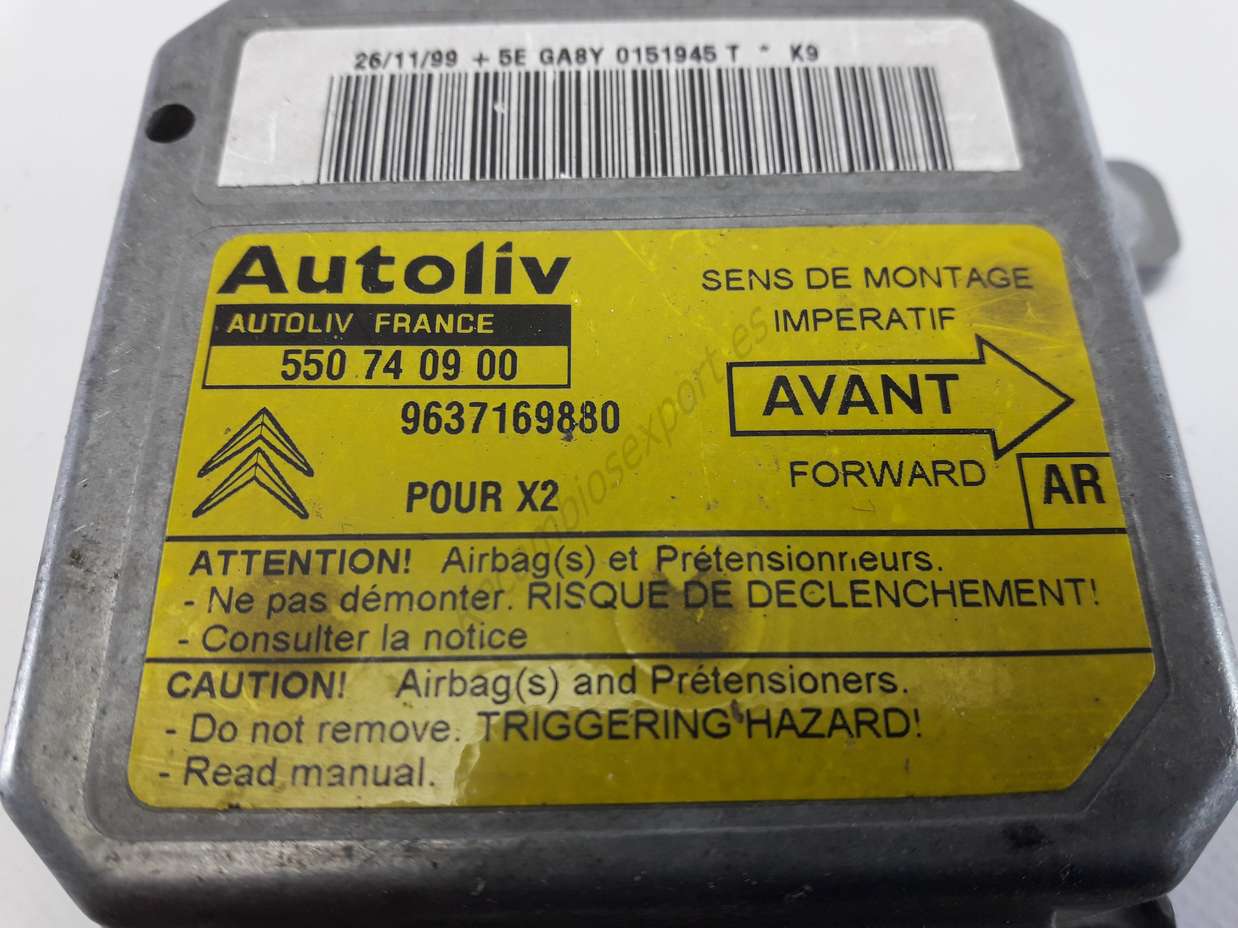 26/11/99 + 5E GA8Y 0151945 T * K9
Autoliv
AUTOLIV FRANCE
550 74 09 00
9637169880
POUR X2
SENS DE MONTAGE
IMPERATIF
AVANT
FORWARD
AR
ATTENTION! Airbag(s) et Prétensionneurs.
- Ne pas démonter. RISQUE DE DECLENCHEMENT!
- Consulter la notice
CAUTION! Airbag(s) and Prétensioners.
- Do not remove. TRIGGERING HAZARD!
- Read manual.
recambiosexport.es